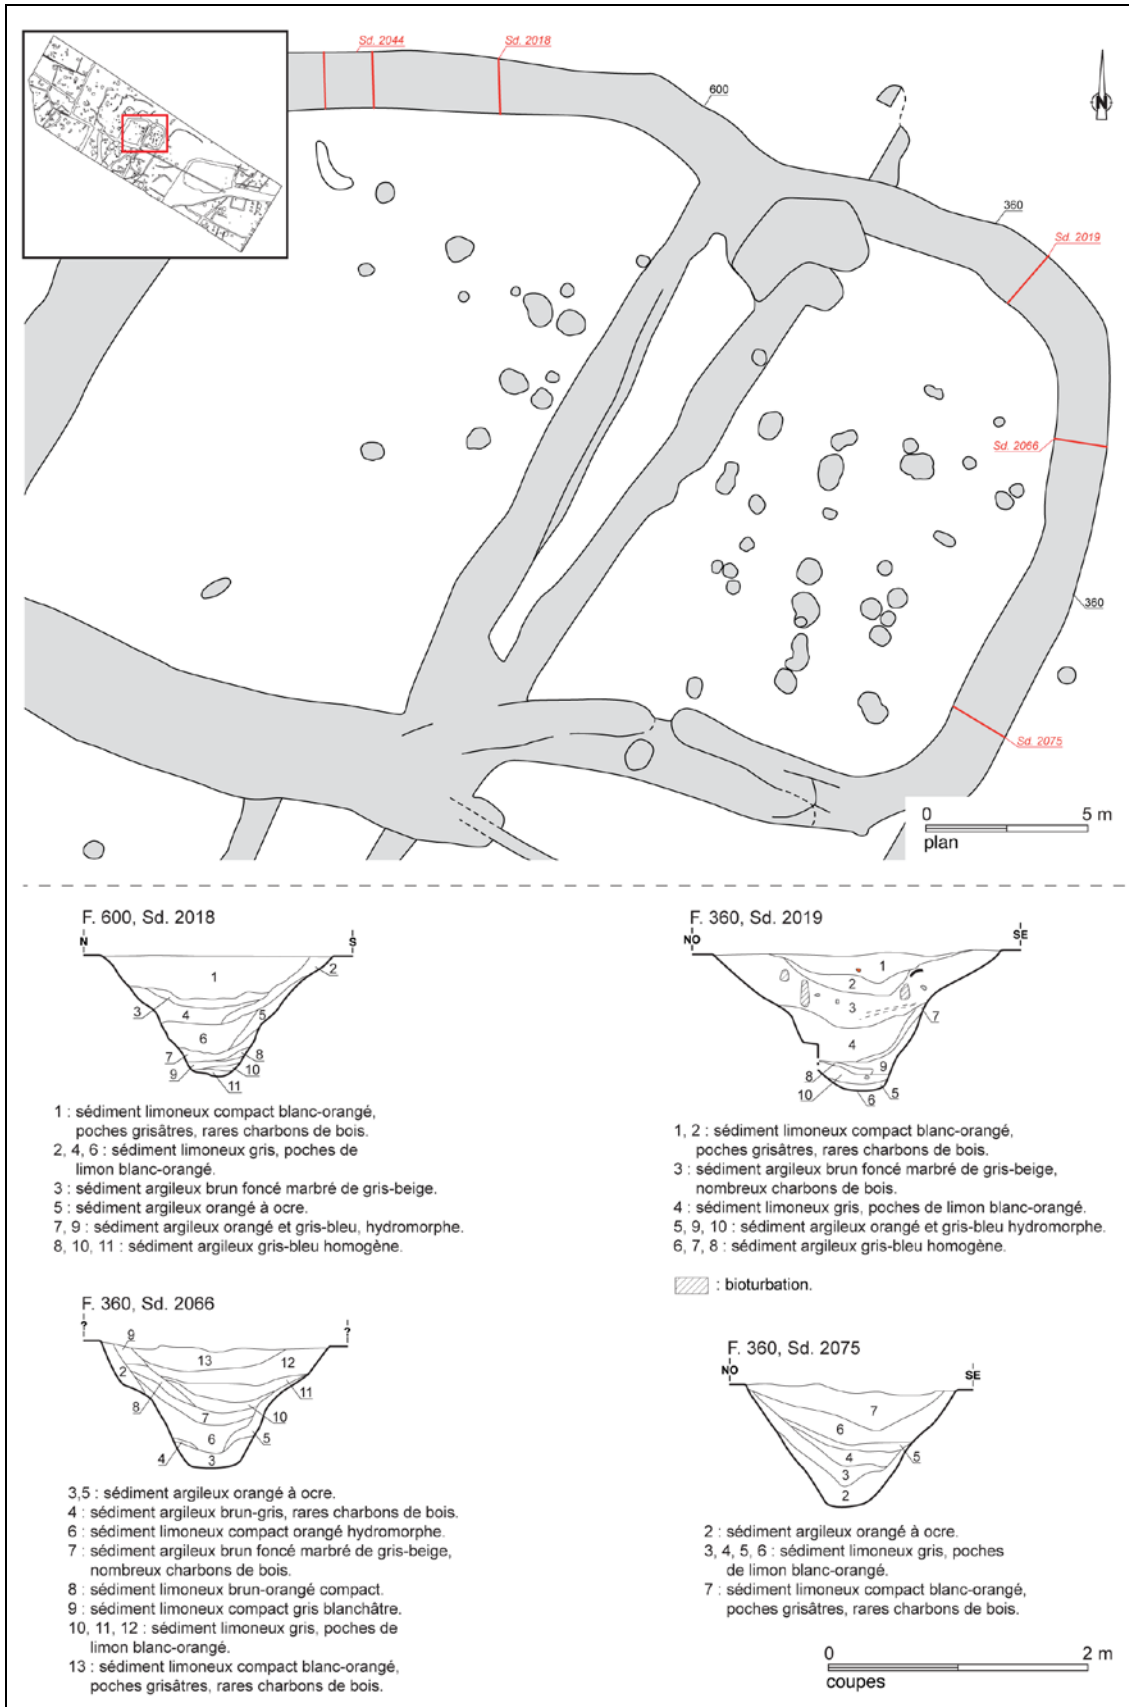 Sd. 2044
Sd. 2018
600
N
360
Sd. 2019
Sd. 2066
360
Sd. 2075
0 5 m
plan
F. 600, Sd. 2018
N S
1
2
3
4
5
6
7
8
9
10
11
1 : sédiment limoneux compact blanc-orangé,
poches grisâtres, rares charbons de bois.
2, 4, 6 : sédiment limoneux gris, poches de
limon blanc-orangé.
3 : sédiment argileux brun foncé marbré de gris-beige.
5 : sédiment argileux orangé à ocre.
7, 9 : sédiment argileux orangé et gris-bleu, hydromorphe.
8, 10, 11 : sédiment argileux gris-bleu homogène.
F. 360, Sd. 2019
NO SE
1
2
3
7
4
8
9
10
5
6
1, 2 : sédiment limoneux compact blanc-orangé,
poches grisâtres, rares charbons de bois.
3 : sédiment argileux brun foncé marbré de gris-beige,
nombreux charbons de bois.
4 : sédiment limoneux gris, poches de limon blanc-orangé.
5, 9, 10 : sédiment argileux orangé et gris-bleu hydromorphe.
6, 7, 8 : sédiment argileux gris-bleu homogène.
: bioturbation.
F. 360, Sd. 2066
? ?
9
13
12
2
11
8
7
10
6
5
4
3
3,5 : sédiment argileux orangé à ocre.
4 : sédiment argileux brun-gris, rares charbons de bois.
6 : sédiment limoneux compact orangé hydromorphe.
7 : sédiment argileux brun foncé marbré de gris-beige,
nombreux charbons de bois.
8 : sédiment limoneux brun-orangé compact.
9 : sédiment limoneux compact gris blanchâtre.
10, 11, 12 : sédiment limoneux gris, poches de
limon blanc-orangé.
13 : sédiment limoneux compact blanc-orangé,
poches grisâtres, rares charbons de bois.
F. 360, Sd. 2075
NO SE
7
6
5
4
3
2
2 : sédiment argileux orangé à ocre.
3, 4, 5, 6 : sédiment limoneux gris, poches
de limon blanc-orangé.
7 : sédiment limoneux compact blanc-orangé,
poches grisâtres, rares charbons de bois.
0 2 m
coupes